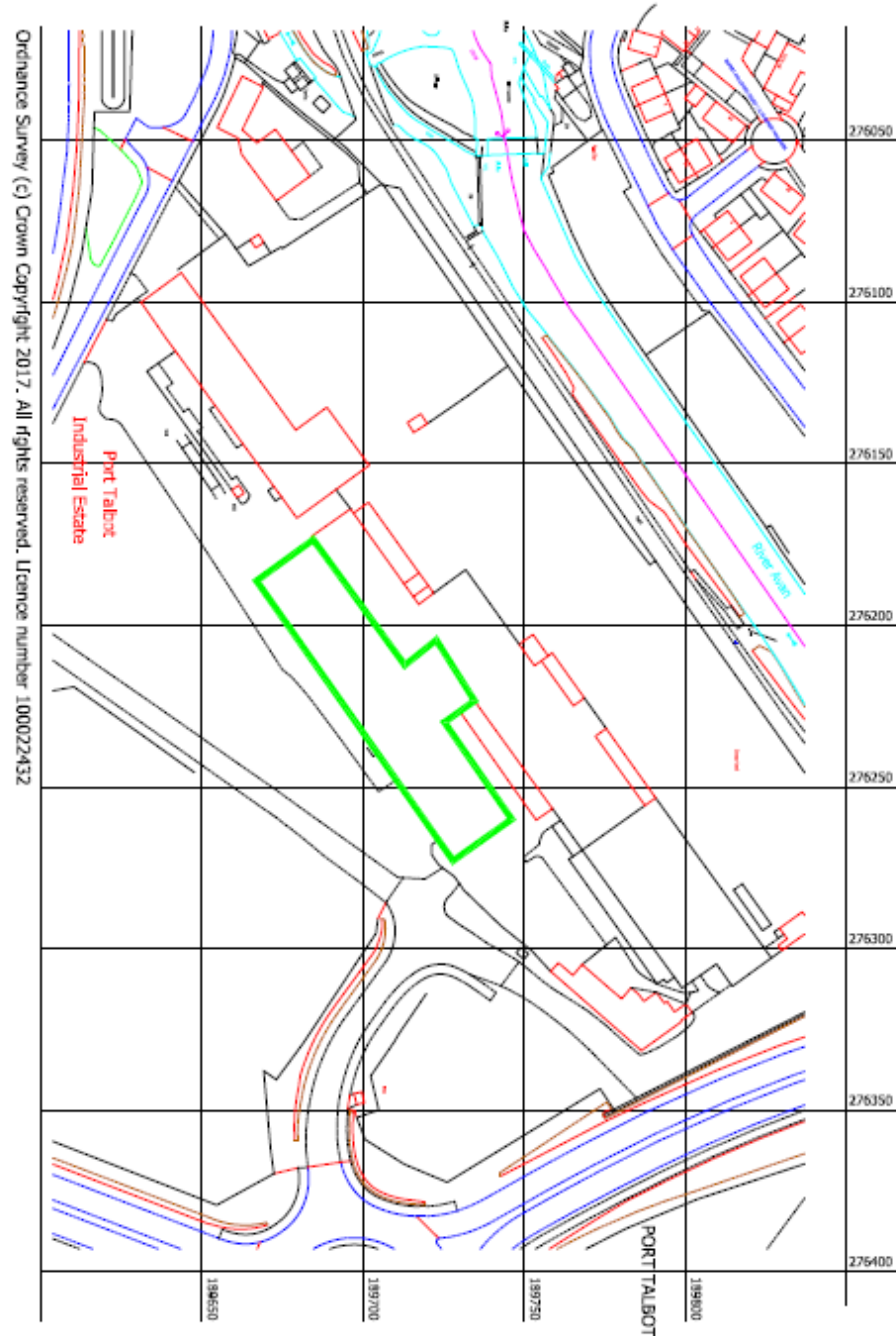 276050
276100
276150
276200
276250
276300
276350
276400
189650
189700
189750
189800
PORT TALBOT
River Avan
Port Talbot
Industrial Estate
Ordnance Survey (c) Crown Copyright 2017. All rights reserved. Licence number 100022432